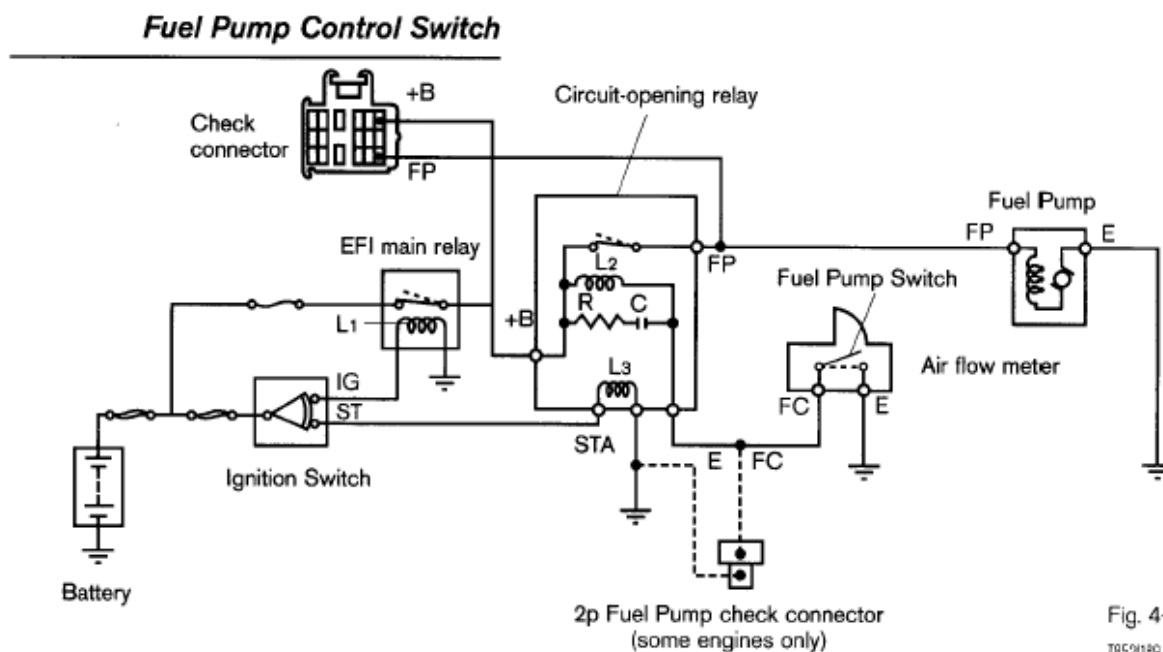 Fuel Pump Control Switch
+B
Circuit-opening relay
Check
connector
FP
Fuel Pump
EFI main relay
FP
E
L2
FP
Fuel Pump Switch
R
C
+B
L1
L3
Air flow meter
IG
FC
E
ST
STA
E
FC
Ignition Switch
Battery
2p Fuel Pump check connector
(some engines only)
Fig. 4-